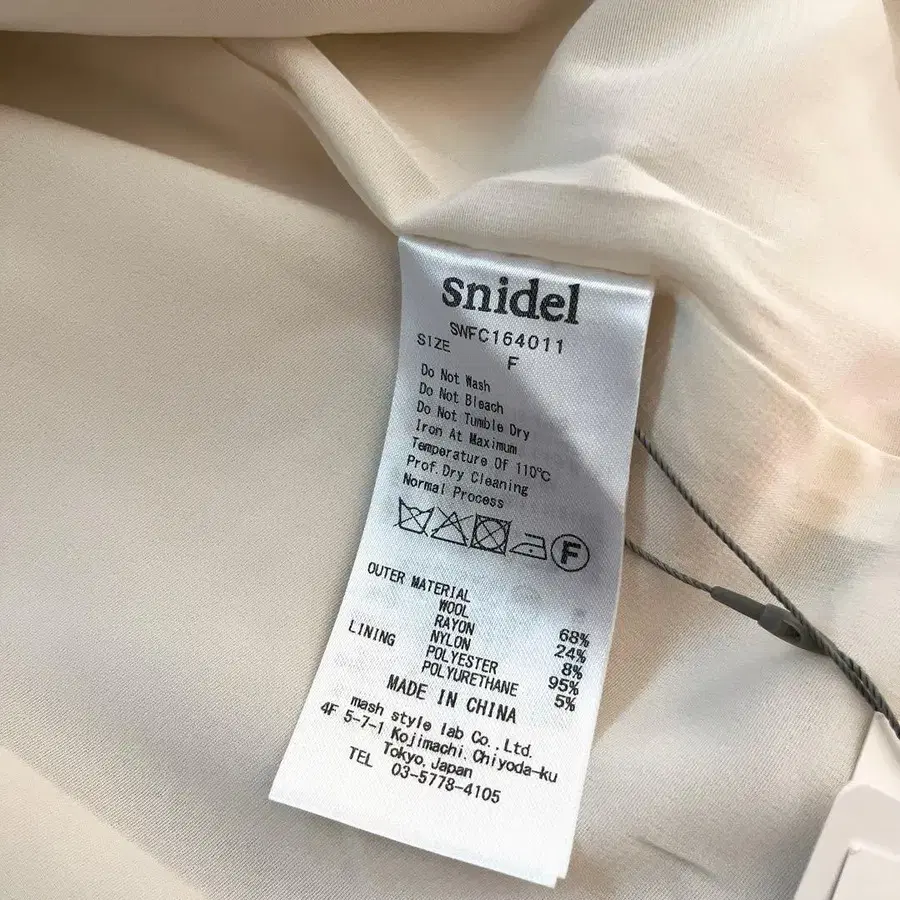 snidel
SWFC164011
SIZE F
Do Not Wash
Do Not Bleach
Do Not Tumble Dry
Iron At Maximum
Temperature Of 110℃
Prof.Dry Cleaning
Normal Process
F
OUTER MATERIAL
WOOL 68%
RAYON 24%
NYLON 8%
LINING POLYESTER 95%
POLYURETHANE 5%
MADE IN CHINA
mash style lab Co.,Ltd.
4F 5-7-1 Kojimachi,Chiyoda-ku
Tokyo,Japan
TEL 03-5778-4105